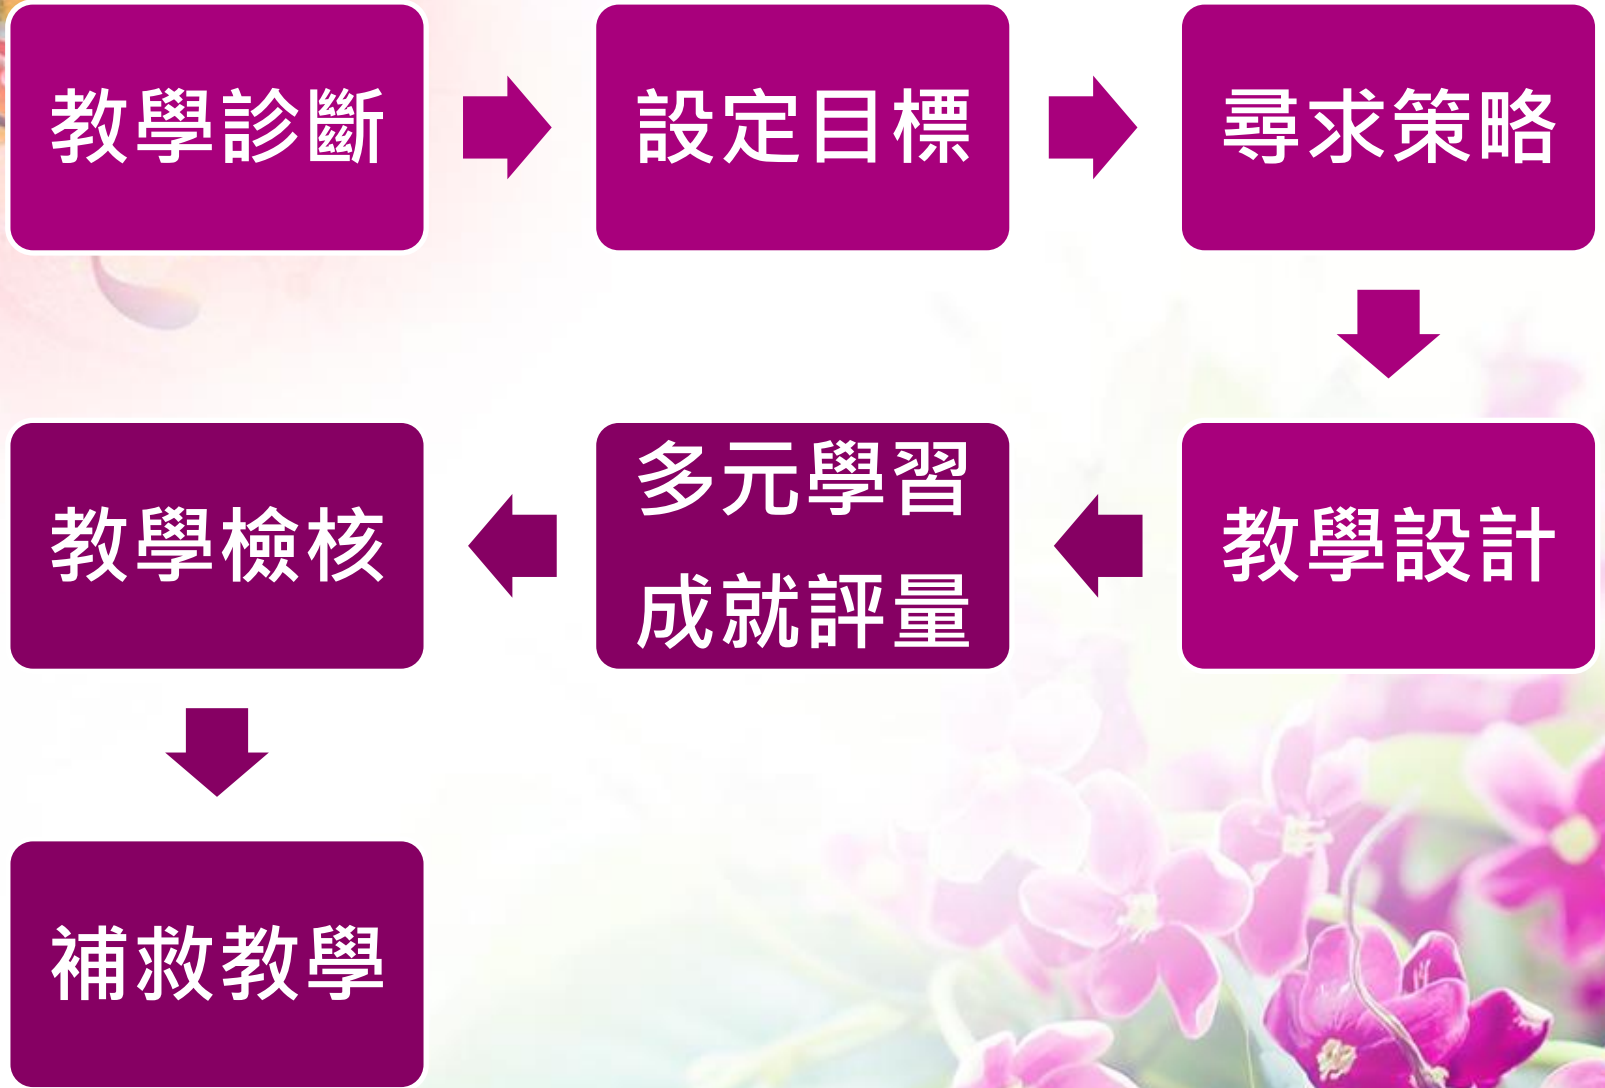 教學診斷
設定目標
尋求策略
教學設計
多元學習
成就評量
教學檢核
補救教學